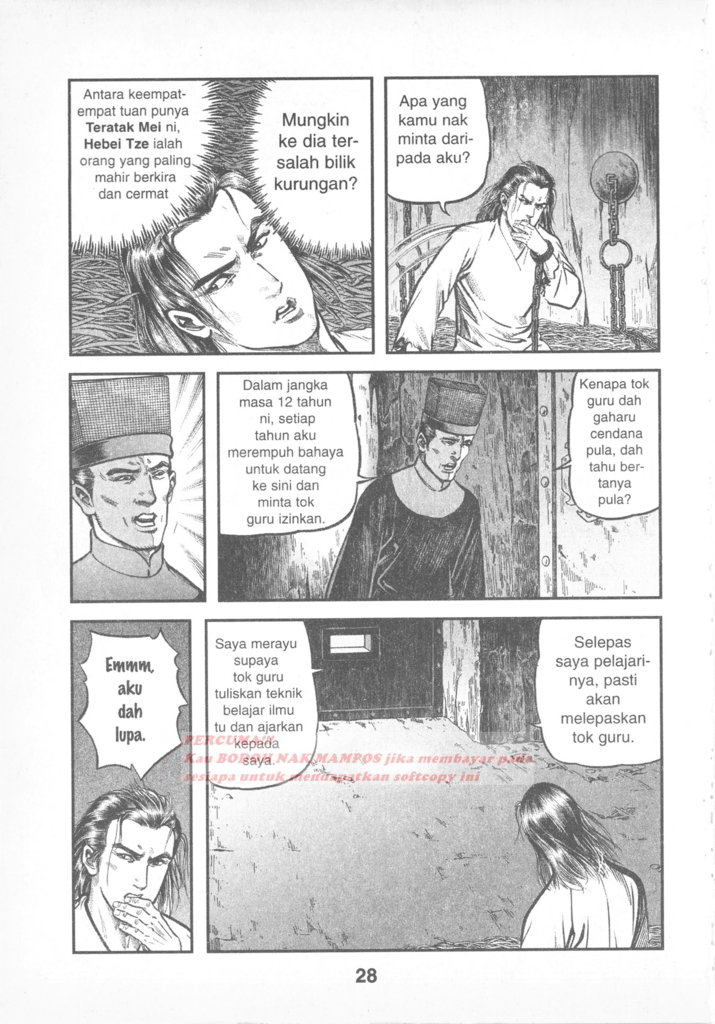 Antara keempat-
empat tuan punya
Teratak Mei ni,
Hebei Tze ialah
orang yang paling
mahir berkira
dan cermat
Mungkin
ke dia ter-
salah bilik
kurungan?
Apa yang
kamu nak
minta dari-
pada aku?
Dalam jangka
masa 12 tahun
ni, setiap
tahun aku
merempuh bahaya
untuk datang
ke sini dan
minta tok
guru izinkan.
Kenapa tok
guru dah
gaharu
cendana
pula, dah
tahu ber-
tanya
pula?
Emmm,
aku
dah
lupa.
Saya merayu
supaya
tok guru
tuliskan teknik
belajar ilmu
tu dan ajarkan
kepada
saya.
Selepas
saya pelajari-
nya, pasti
akan
melepaskan
tok guru.
PERCUMA!!
Kau BODOH NAK MAMPOS jika membayar pada
sesiapa untuk mendapatkan softcopy ini
28